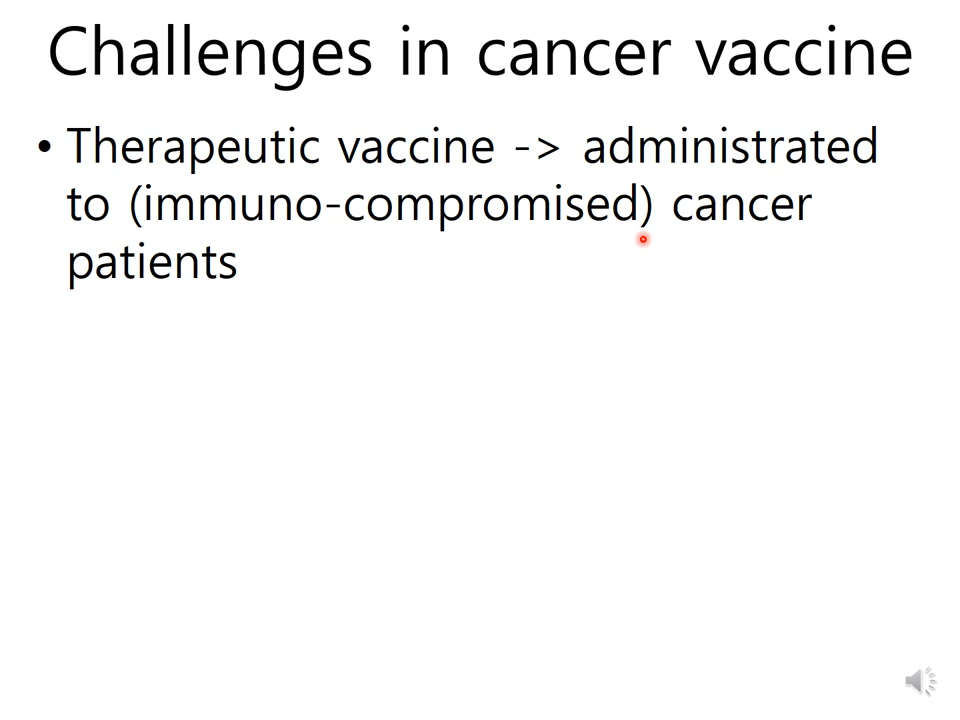 Challenges in cancer vaccine
• Therapeutic vaccine -> administrated
to (immuno-compromised) cancer
patients